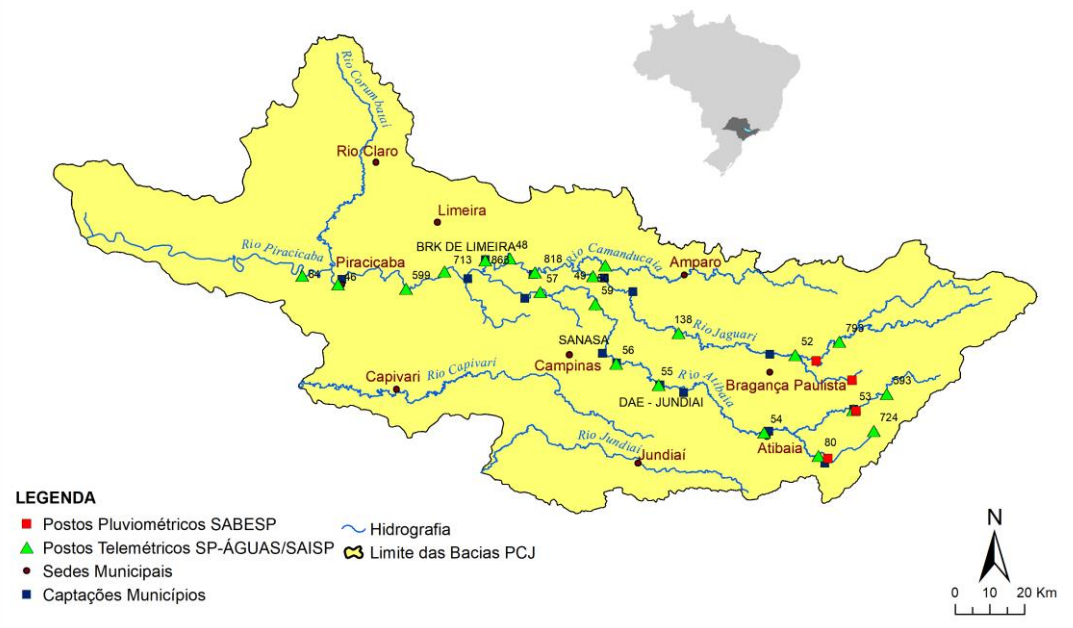 Rio Corumbataí
Rio Claro
Limeira
Rio Piracicaba
Piracicaba
BRK DE LIMEIRA
48
713
868
818
Rio Camanducaia
Amparo
84
46
599
57
49
59
138
Rio Jaguari
798
52
SANASA
56
Campinas
Rio Atibaia
55
Bragança Paulista
593
Capivari
Rio Capivari
DAE - JUNDIAI
53
54
724
Rio Jundiaí
Jundiaí
Atibaia
80
LEGENDA
Postos Pluviométricos SABESP
Postos Telemétricos SP-ÁGUAS/SAISP
Sedes Municipais
Captações Municípios
Hidrografia
Limite das Bacias PCJ
N
0 10 20 Km